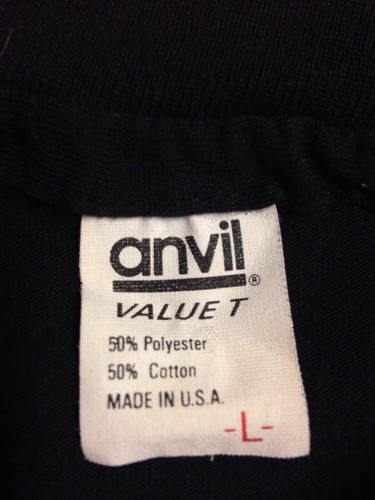 anvil®
VALUE T
50% Polyester
50% Cotton
MADE IN U.S.A.
-L-